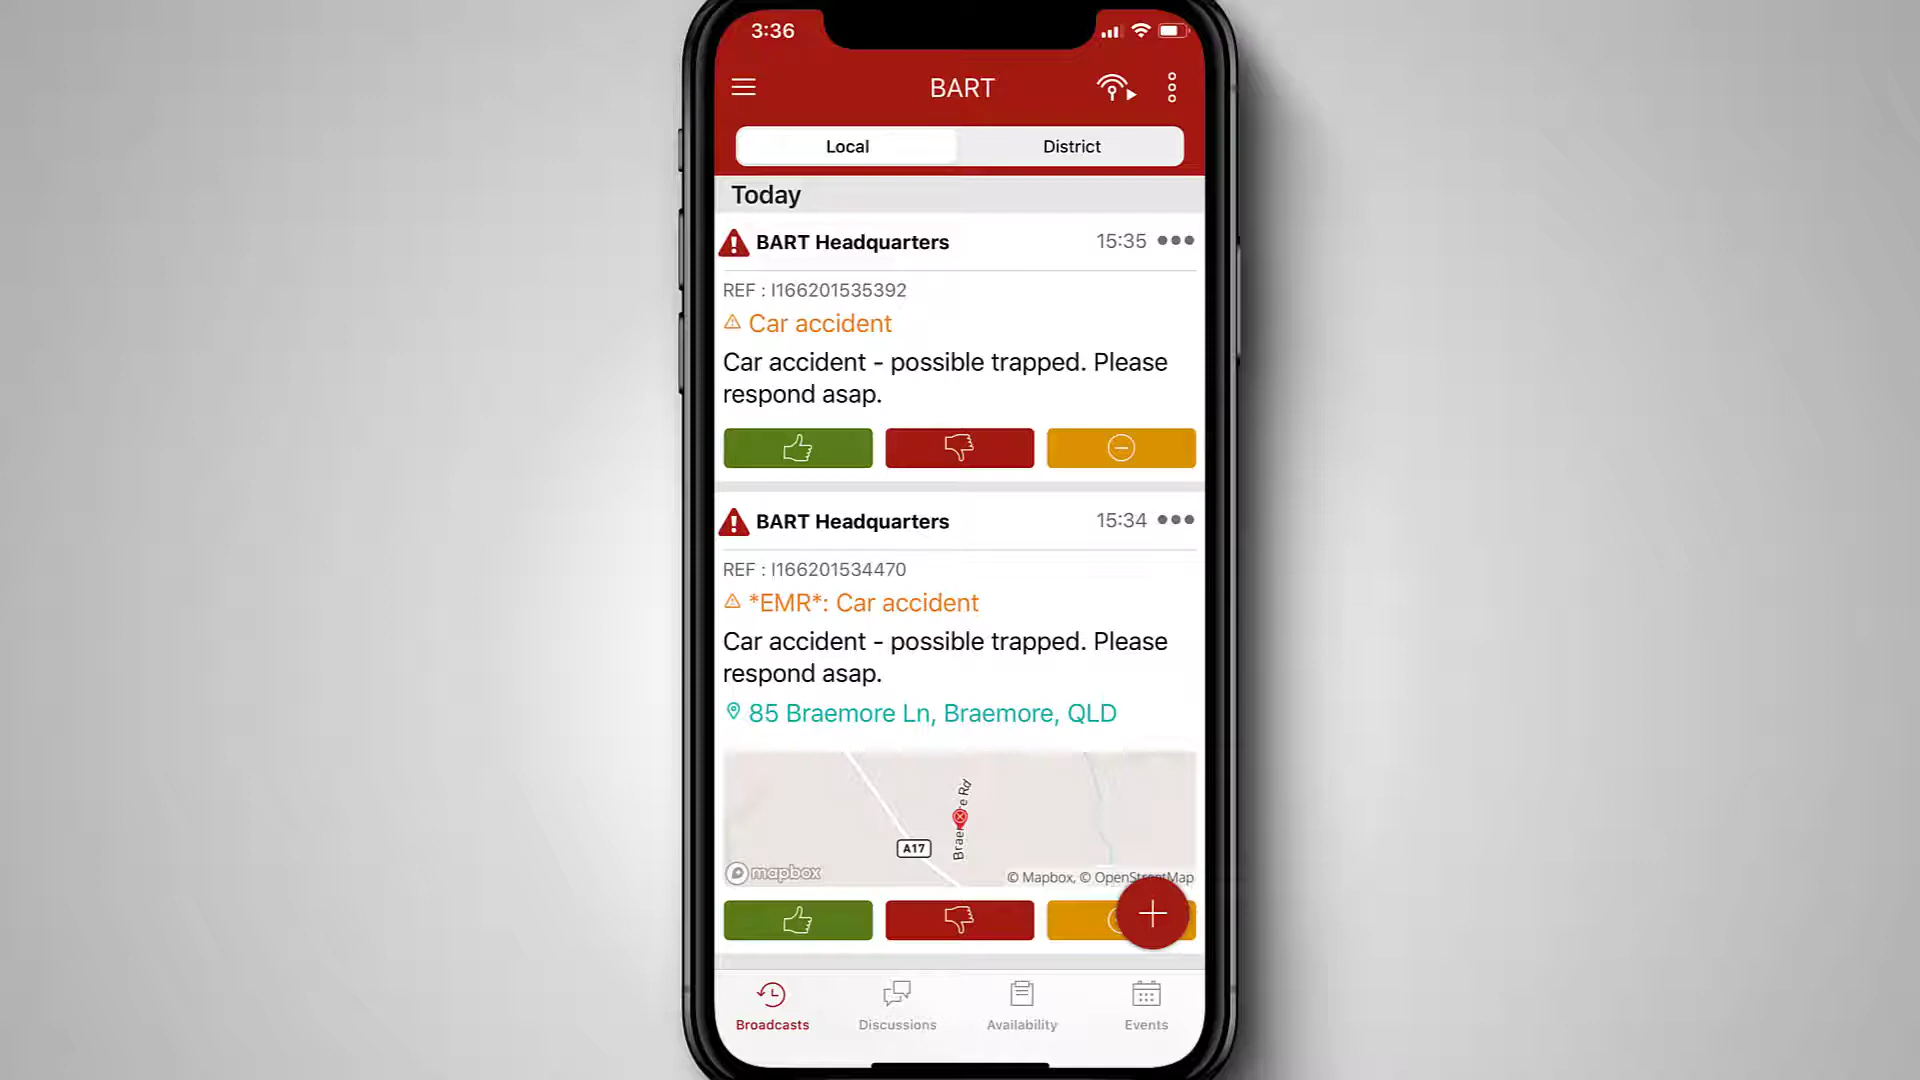 3:36
BART
Local District
Today
BART Headquarters 15:35
REF : I166201535392
Car accident
Car accident - possible trapped. Please
respond asap.
BART Headquarters 15:34
REF : I166201534470
*EMR*: Car accident
Car accident - possible trapped. Please
respond asap.
85 Braemore Ln, Braemore, QLD
Rd
A17
mapbox
© Mapbox, © OpenStreetMap
Broadcasts Discussions Availability Events